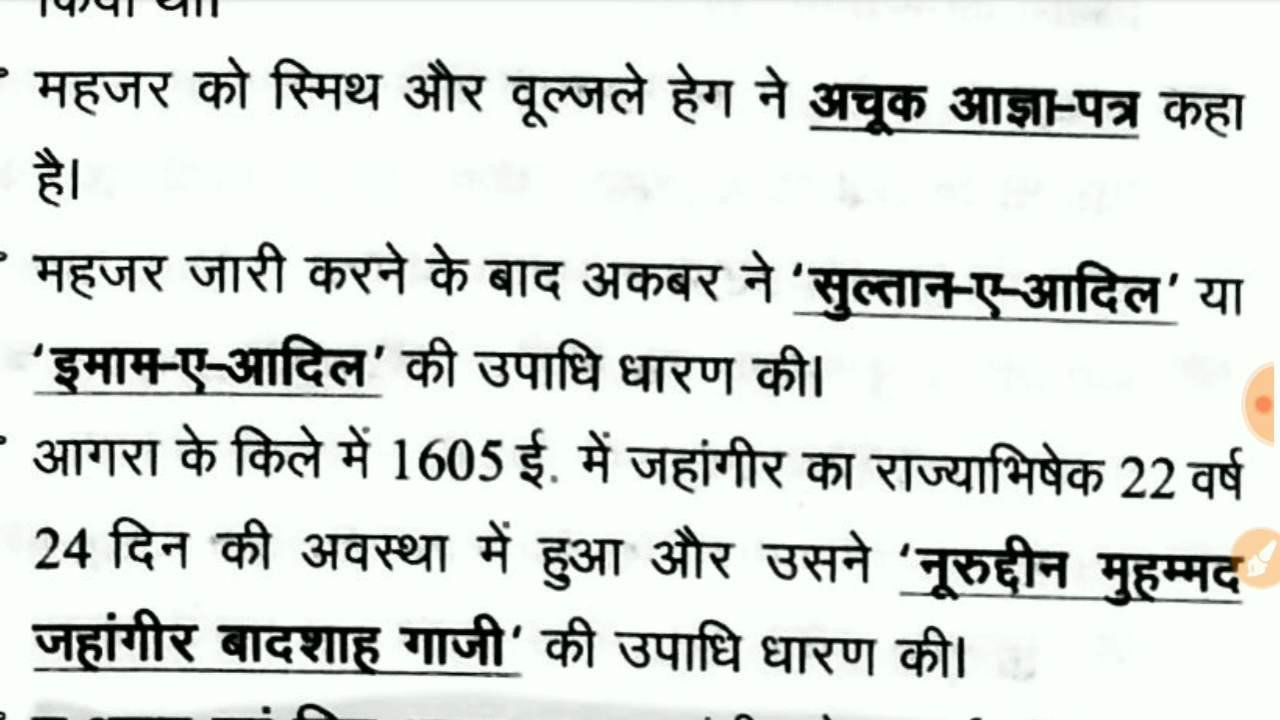 महजर को स्मिथ और वूल्जले हेग ने अचूक आज्ञा-पत्र कहा
है।
महजर जारी करने के बाद अकबर ने ‘सुल्तान-ए-आदिल’ या
‘इमाम-ए-आदिल’ की उपाधि धारण की।
आगरा के किले में 1605 ई. में जहांगीर का राज्याभिषेक 22 वर्ष
24 दिन की अवस्था में हुआ और उसने ‘नूरुद्दीन मुहम्मद
जहांगीर बादशाह गाजी’ की उपाधि धारण की।